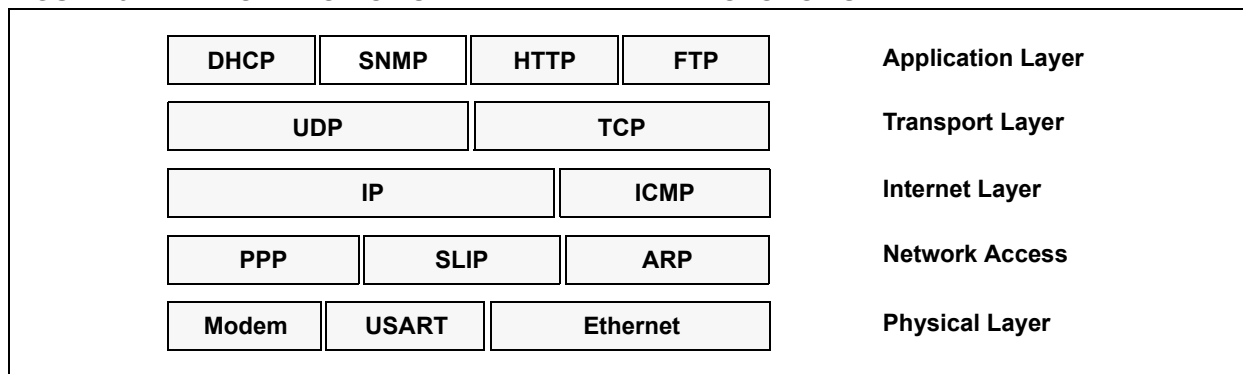 DHCP SNMP HTTP FTP Application Layer
UDP TCP Transport Layer
IP ICMP Internet Layer
PPP SLIP ARP Network Access
Modem USART Ethernet Physical Layer